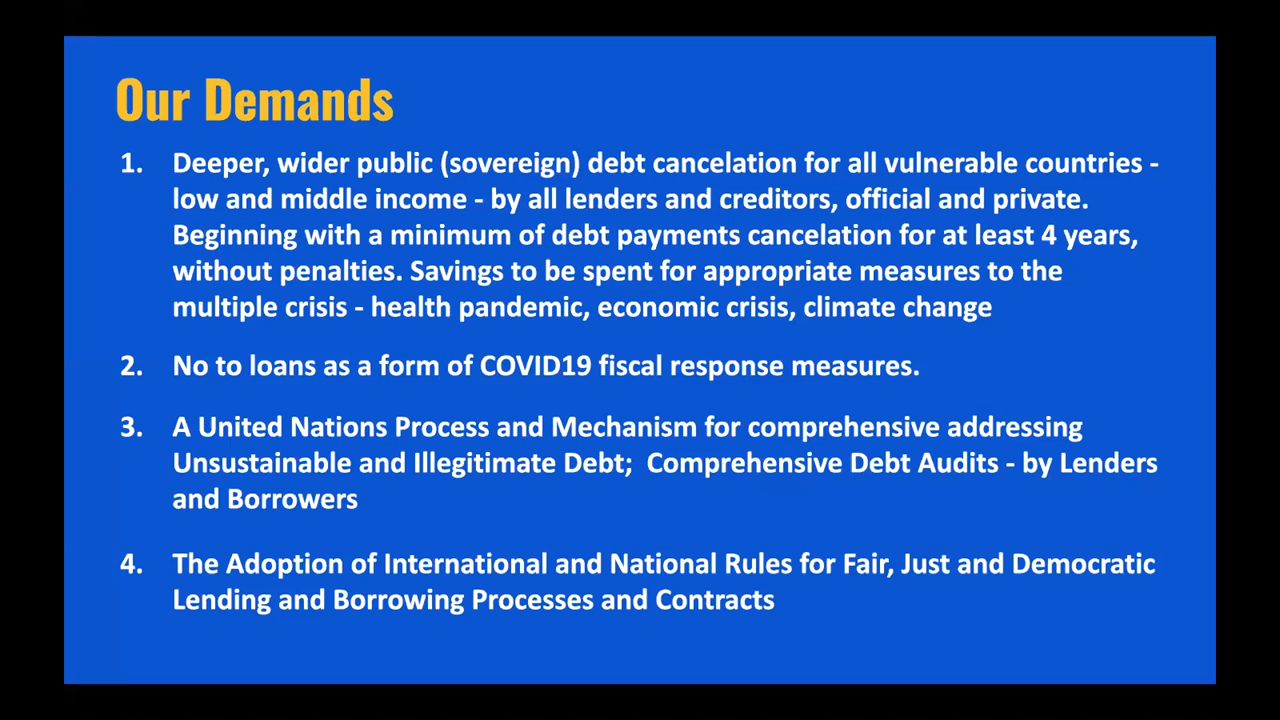 Our Demands
1. Deeper, wider public (sovereign) debt cancelation for all vulnerable countries -
low and middle income - by all lenders and creditors, official and private.
Beginning with a minimum of debt payments cancelation for at least 4 years,
without penalties. Savings to be spent for appropriate measures to the
multiple crisis - health pandemic, economic crisis, climate change
2. No to loans as a form of COVID19 fiscal response measures.
3. A United Nations Process and Mechanism for comprehensive addressing
Unsustainable and Illegitimate Debt;  Comprehensive Debt Audits - by Lenders
and Borrowers
4. The Adoption of International and National Rules for Fair, Just and Democratic
Lending and Borrowing Processes and Contracts